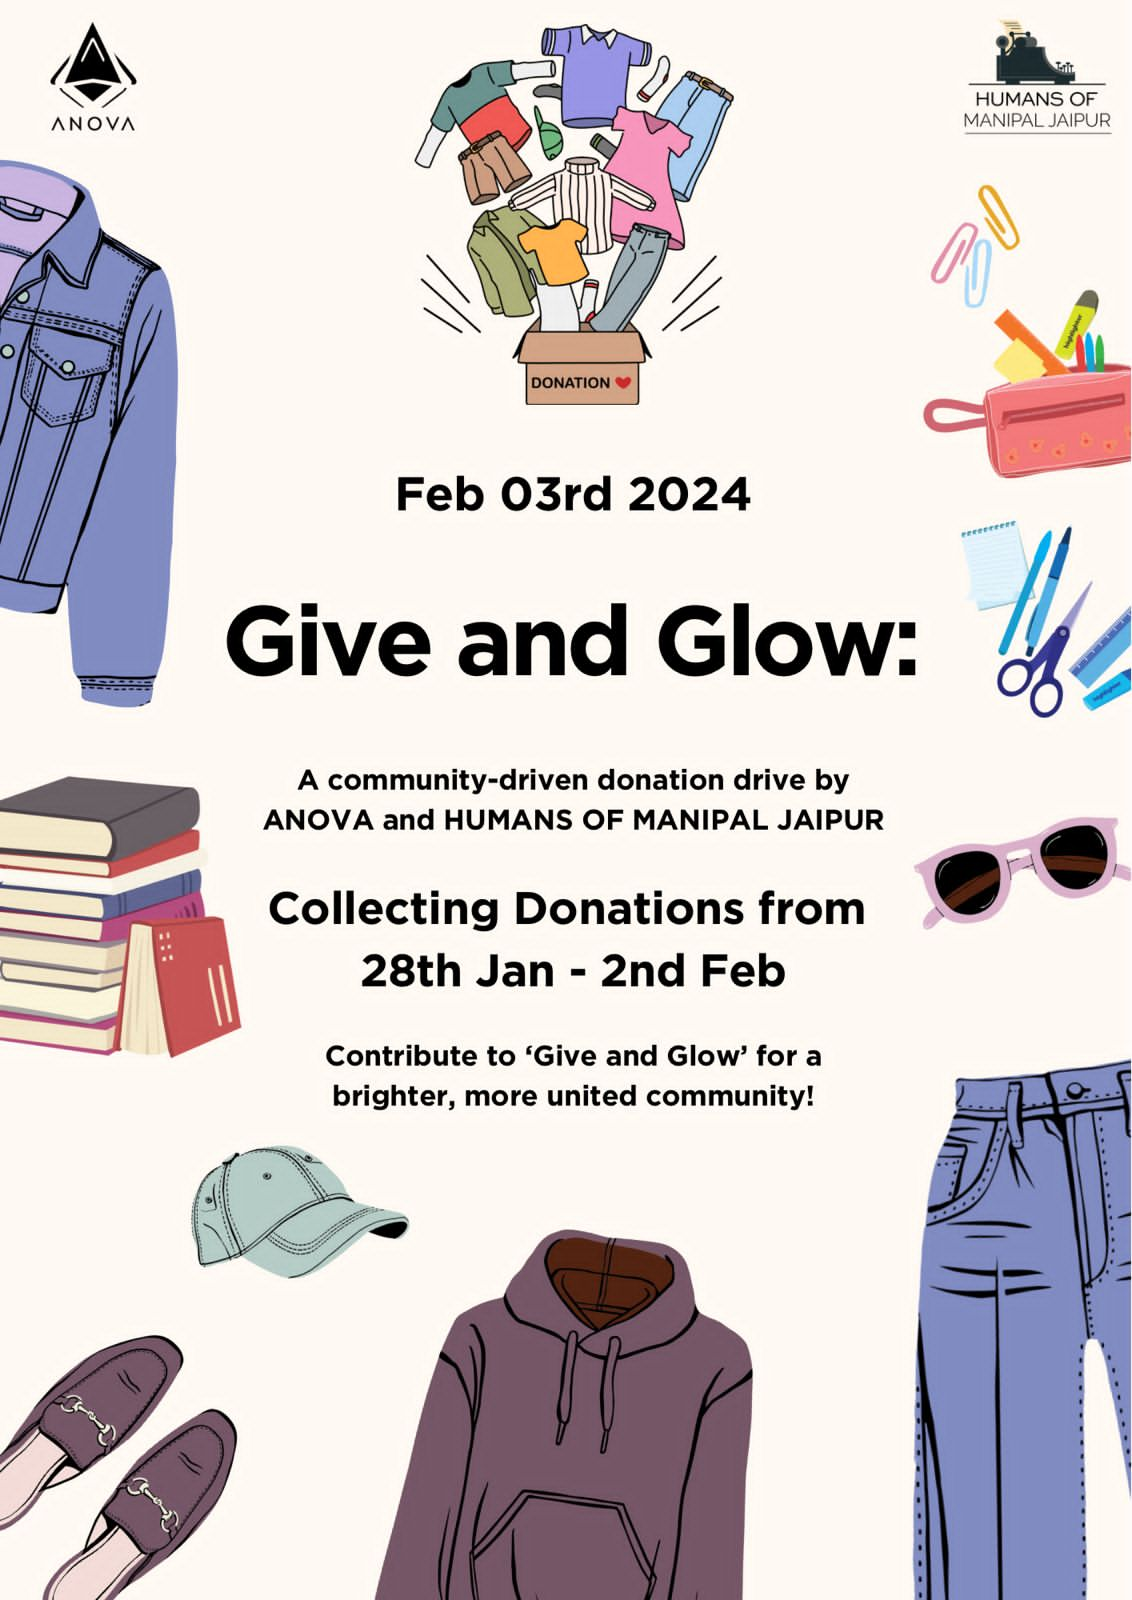 ANOVA
HUMANS OF
MANIPAL JAIPUR
DONATION
highlighter
Feb 03rd 2024
Give and Glow:
highlighter
A community-driven donation drive by
ANOVA and HUMANS OF MANIPAL JAIPUR
Collecting Donations from
28th Jan - 2nd Feb
Contribute to ‘Give and Glow’ for a
brighter, more united community!